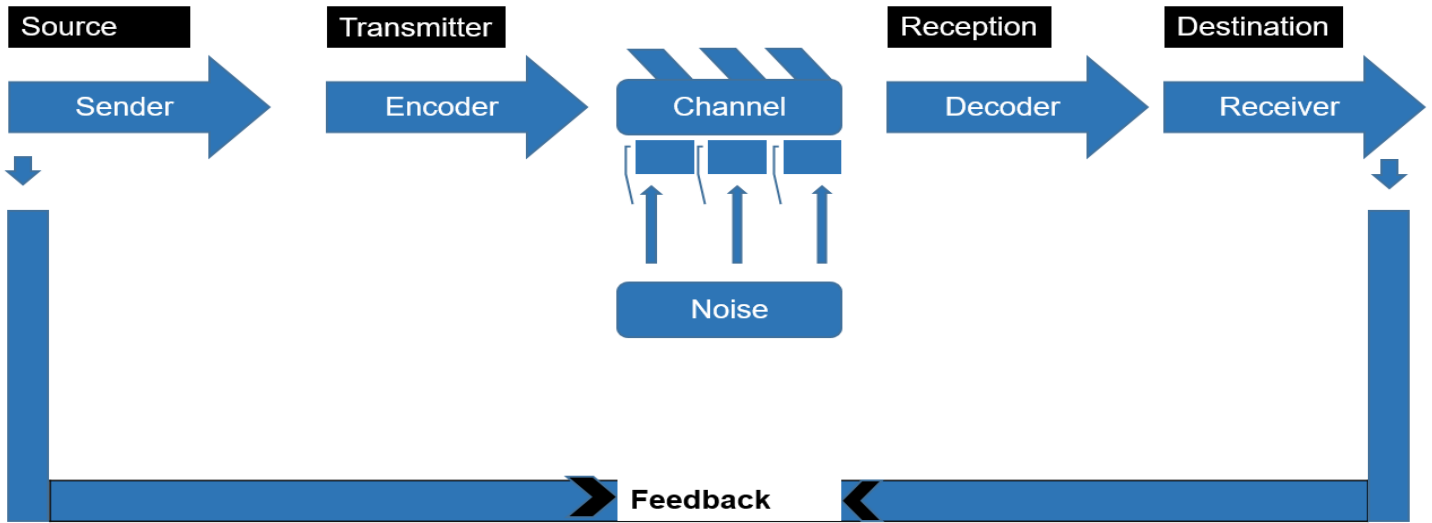 Source
Transmitter
Reception
Destination
Sender
Encoder
Channel
Decoder
Receiver
Noise
Feedback